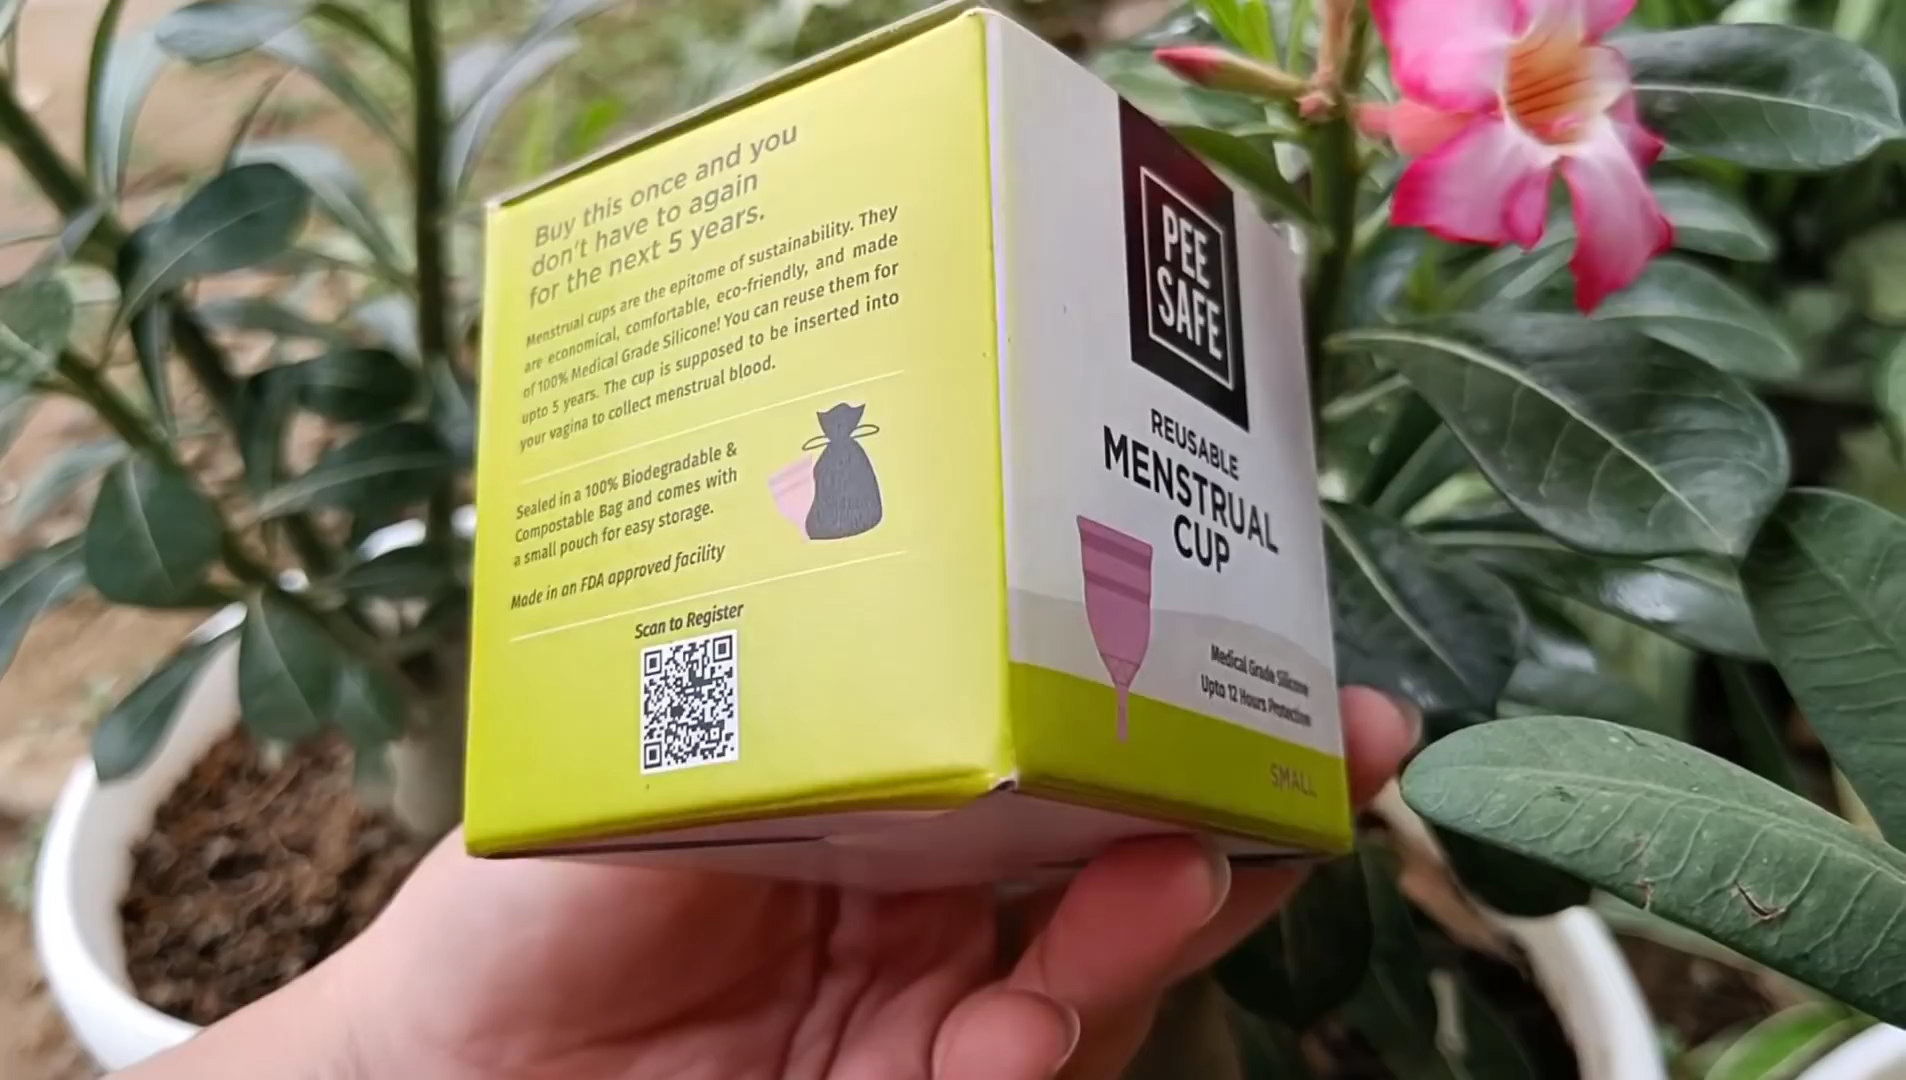 Buy this once and you
don't have to again
for the next 5 years.
Menstrual cups are the epitome of sustainability. They
are economical, comfortable, eco-friendly, and made
of 100% Medical Grade Silicone! You can reuse them for
upto 5 years. The cup is supposed to be inserted into
your vagina to collect menstrual blood.
Sealed in a 100% Biodegradable &
Compostable Bag and comes with
a small pouch for easy storage.
Made in an FDA approved facility
Scan to Register
PEE
SAFE
REUSABLE
MENSTRUAL
CUP
Medical Grade Silicone
Upto 12 Hours Protection
SMALL